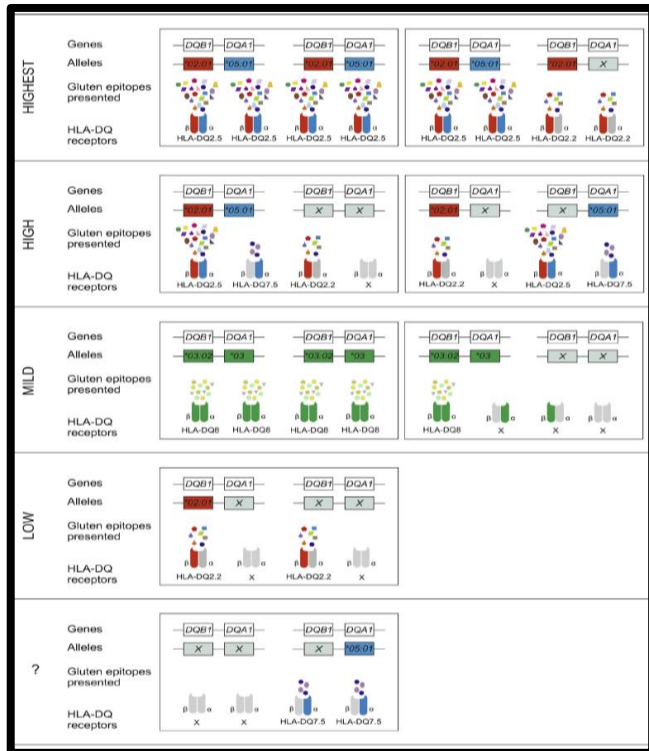 HIGHEST
Genes DQB1 DQA1 DQB1 DQA1 DQB1 DQA1 DQB1 DQA1
Alleles *02:01 *05:01 *02:01 *05:01 *02:01 *05:01 *02:01 X
Gluten epitopes
presented
HLA-DQ β α β α β α β α β α β α β α β α
receptors HLA-DQ2.5 HLA-DQ2.5 HLA-DQ2.5 HLA-DQ2.5 HLA-DQ2.5 HLA-DQ2.5 HLA-DQ2.2 HLA-DQ2.2
HIGH
Genes DQB1 DQA1 DQB1 DQA1 DQB1 DQA1 DQB1 DQA1
Alleles *02:01 *05:01 X X *02:01 X X *05:01
Gluten epitopes
presented
HLA-DQ β α β α β α β α β α β α β α β α
receptors HLA-DQ2.5 HLA-DQ7.5 HLA-DQ2.2 X HLA-DQ2.2 X HLA-DQ2.5 HLA-DQ7.5
MILD
Genes DQB1 DQA1 DQB1 DQA1 DQB1 DQA1 DQB1 DQA1
Alleles *03:02 *03 *03:02 *03 *03:02 *03 X X
Gluten epitopes
presented
HLA-DQ β α β α β α β α β α β α β α β α
receptors HLA-DQ8 HLA-DQ8 HLA-DQ8 HLA-DQ8 HLA-DQ8 X X X
LOW
Genes DQB1 DQA1 DQB1 DQA1
Alleles *02:01 X X X
Gluten epitopes
presented
HLA-DQ β α β α β α β α
receptors HLA-DQ2.2 X HLA-DQ2.2 X
?
Genes DQB1 DQA1 DQB1 DQA1
Alleles X X X *05:01
Gluten epitopes
presented
HLA-DQ β α β α β α β α
receptors X X HLA-DQ7.5 HLA-DQ7.5